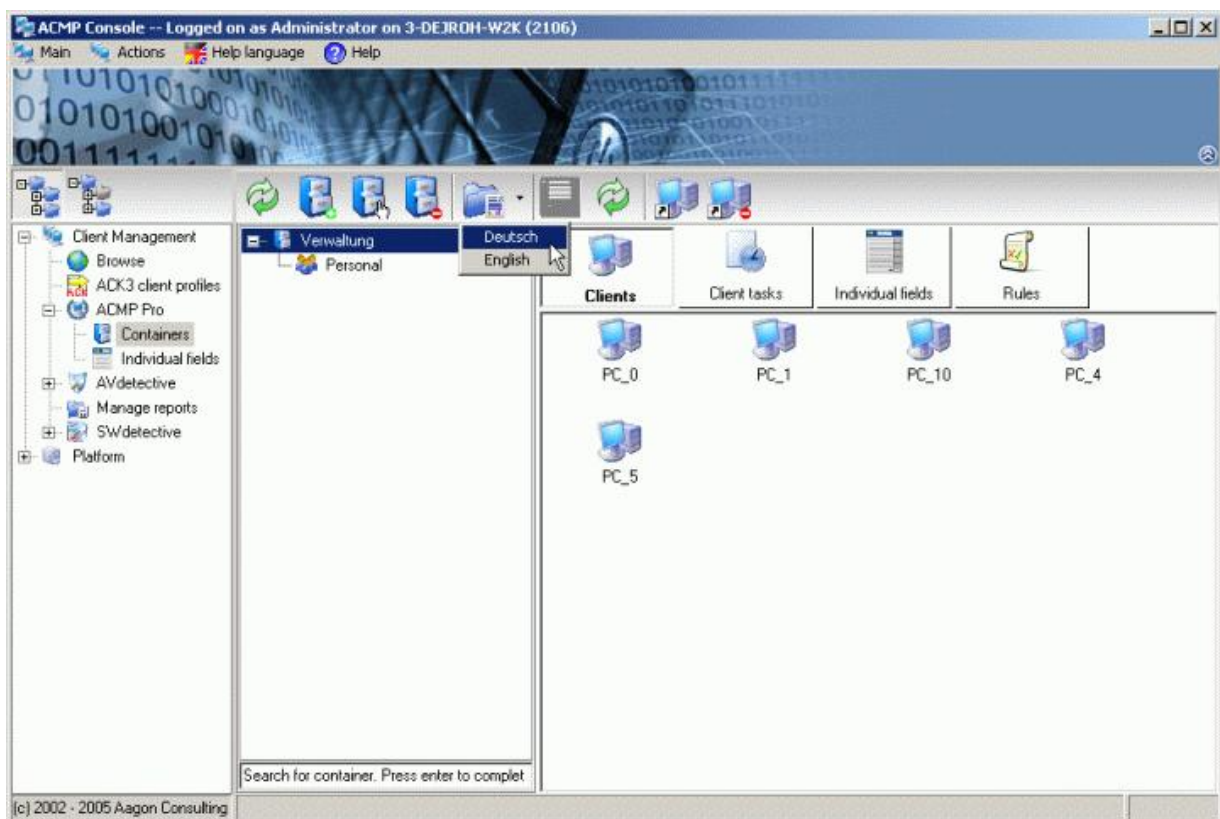 ACMP Console -- Logged on as Administrator on 3-DEJROH-W2K (2106)
Main Actions Help language Help
Client Management
Browse
ACK3 client profiles
ACMP Pro
Containers
Individual fields
AVdetective
Manage reports
SWdetective
Platform
Verwaltung
Personal
Deutsch
English
Clients
Client tasks
Individual fields
Rules
PC_0
PC_1
PC_10
PC_4
PC_5
Search for container. Press enter to complet
(c) 2002 - 2005 Aagon Consulting